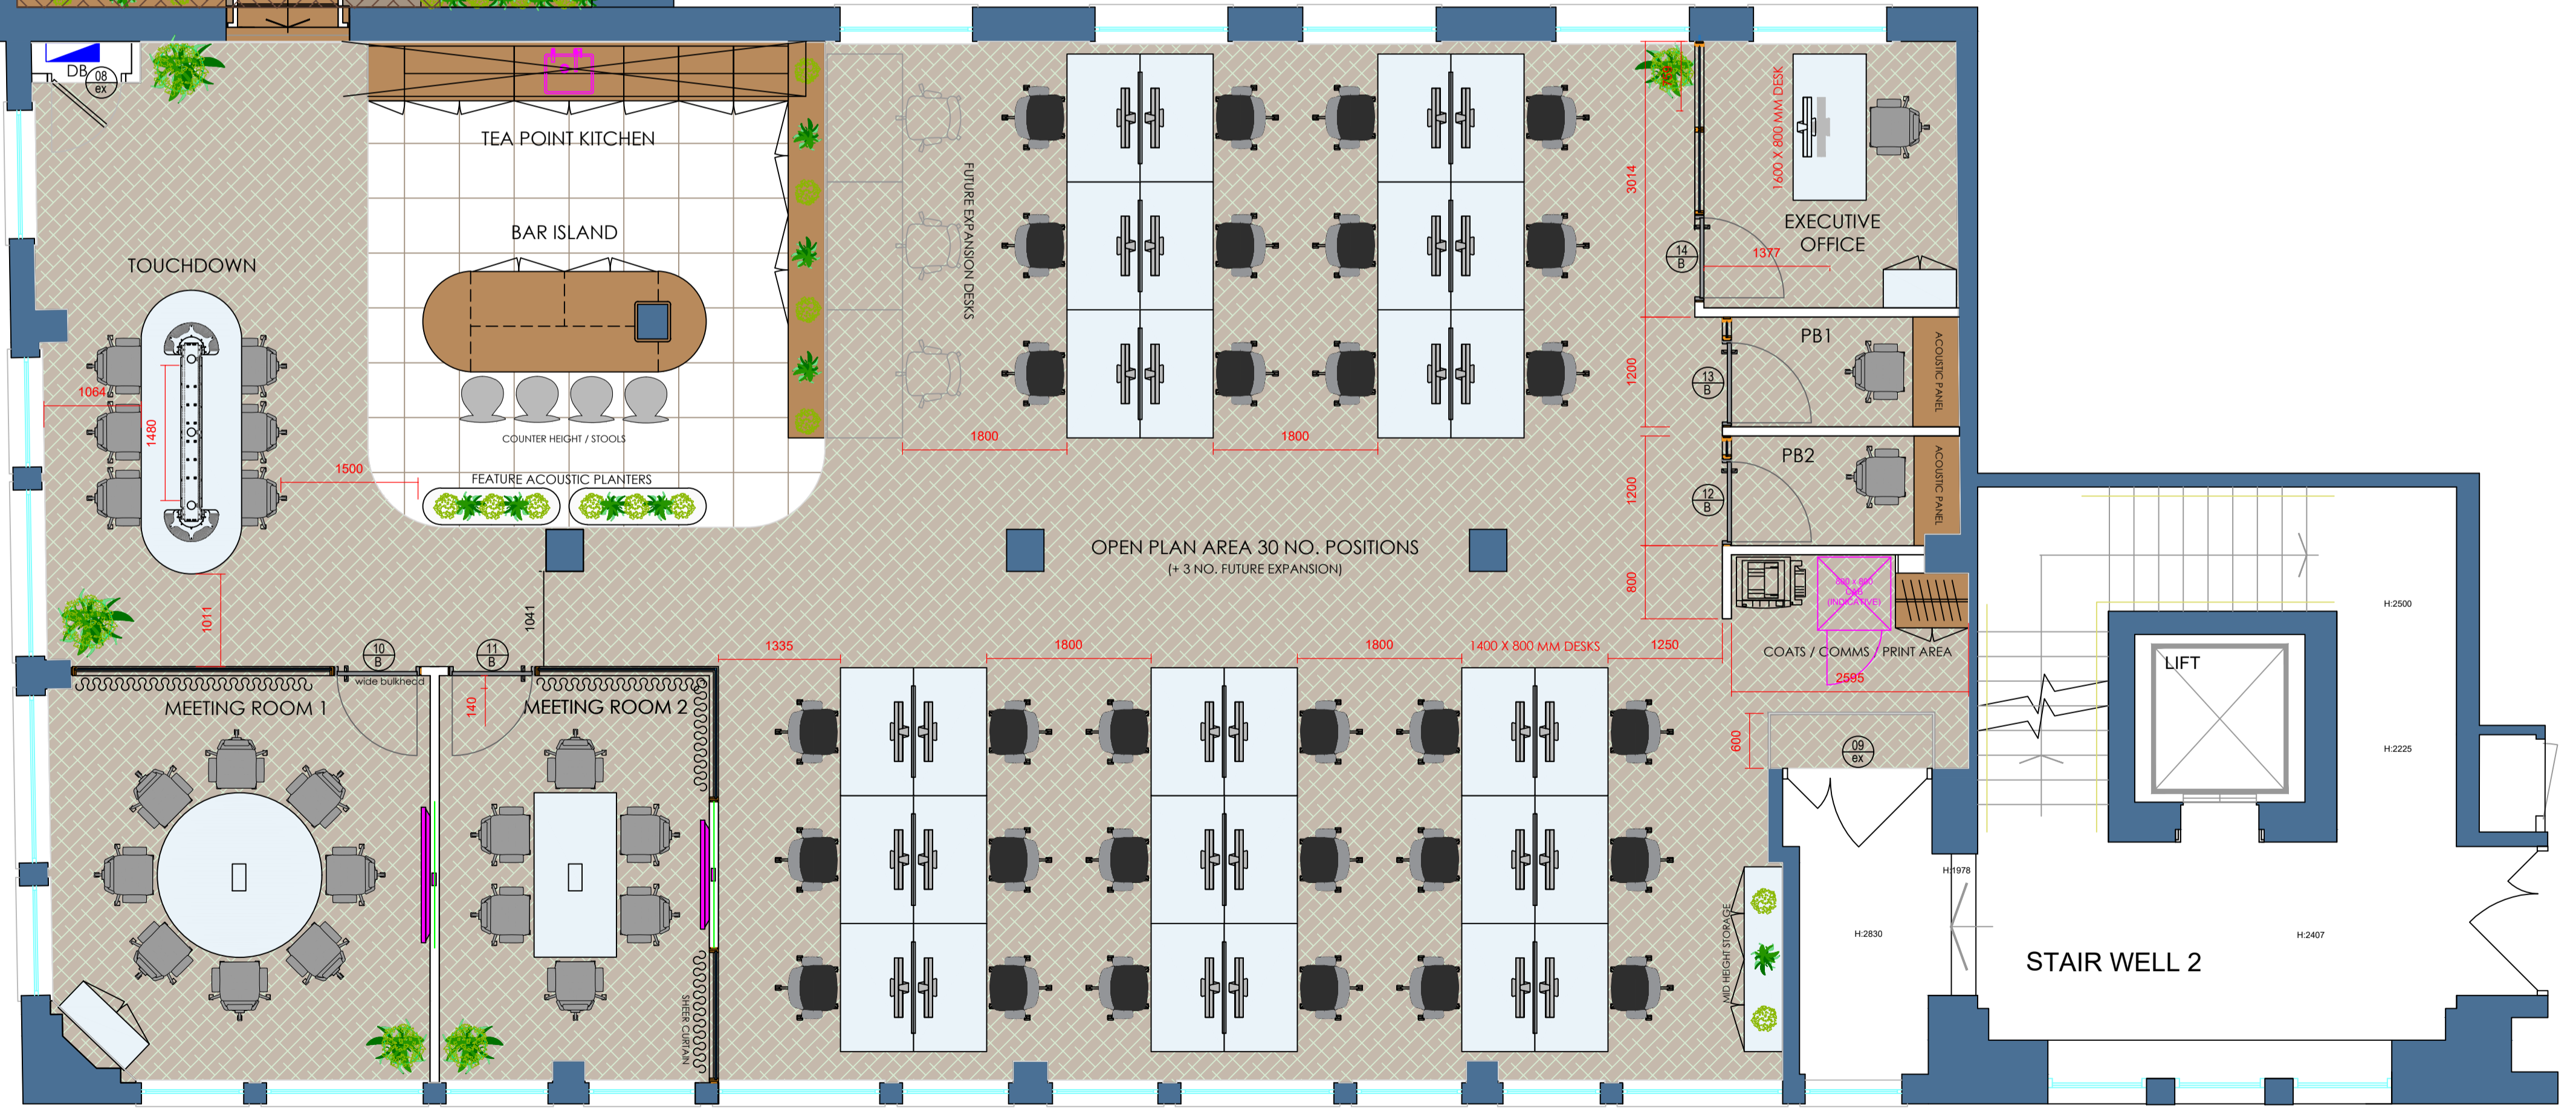 DB
08
ex
TEA POINT KITCHEN
BAR ISLAND
COUNTER HEIGHT / STOOLS
FEATURE ACOUSTIC PLANTERS
TOUCHDOWN
1064
1480
1500
1011
1041
FUTURE EXPANSION DESKS
1800
1800
3014
1200
1200
800
1600 X 800 MM DESK
EXECUTIVE
OFFICE
1377
14
B
PB1
13
B
ACOUSTIC PANEL
PB2
12
B
ACOUSTIC PANEL
OPEN PLAN AREA 30 NO. POSITIONS
(+ 3 NO. FUTURE EXPANSION)
(INDICATIVE)
COATS / COMMS / PRINT AREA
2595
600
09
ex
10
B
wide bulkhead
11
B
140
MEETING ROOM 1
MEETING ROOM 2
SHEER CURTAIN
1335
1800
1800
1400 X 800 MM DESKS
1250
MID HEIGHT STORAGE
H:2830
H:1978
LIFT
H:2500
H:2225
H:2407
STAIR WELL 2